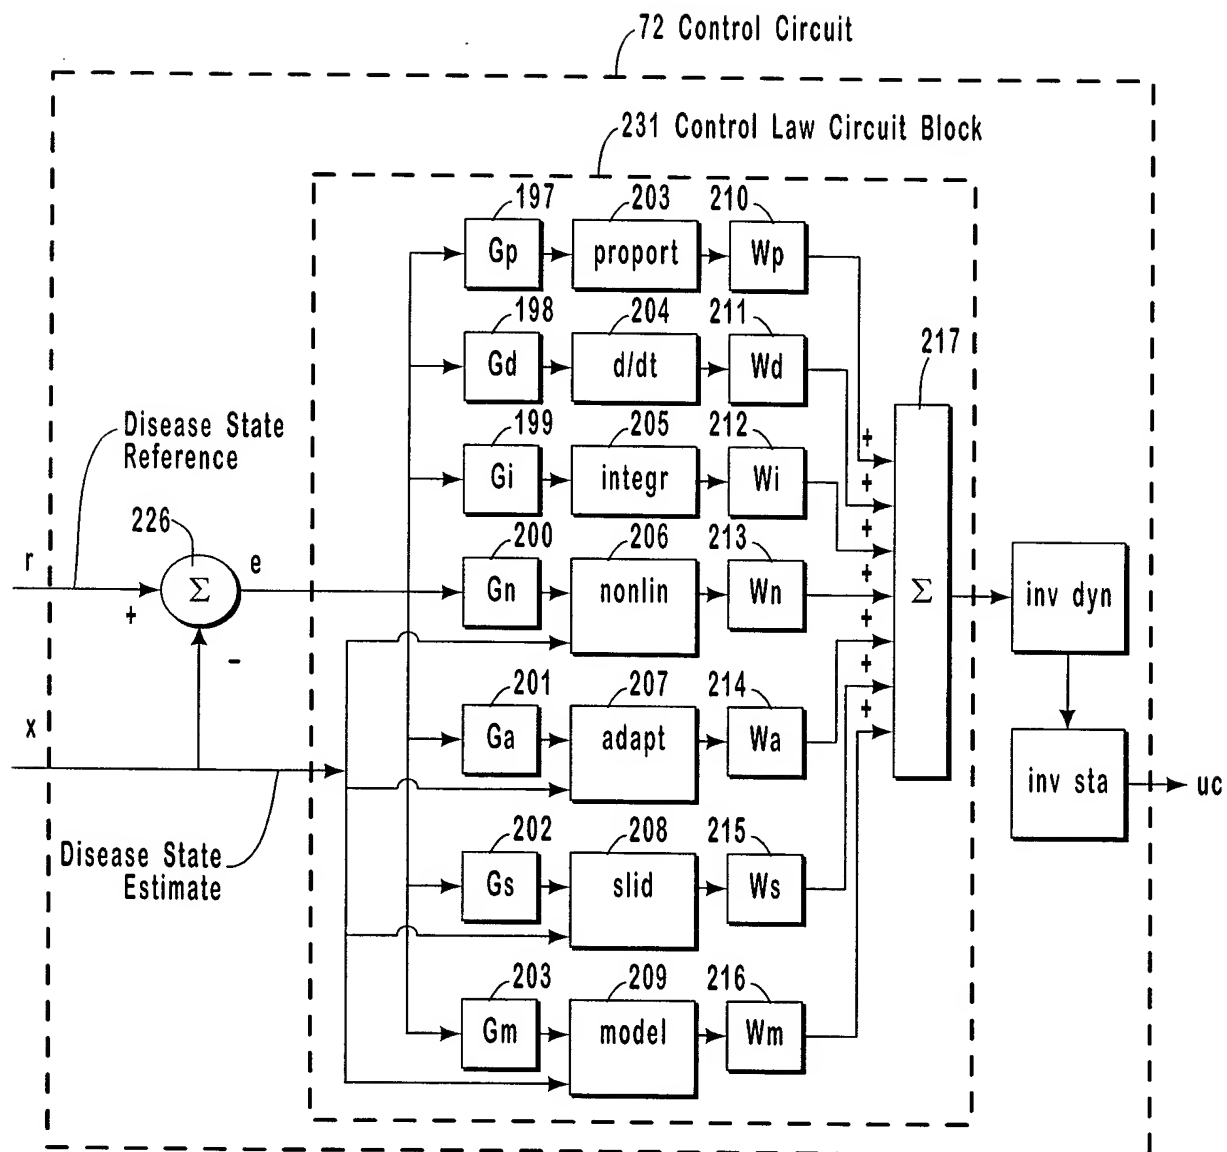 72 Control Circuit
231 Control Law Circuit Block
197 203 210
Gp proport Wp
198 204 211
Gd d/dt Wd
217
199 205 212
Gi integr Wi
+
+
+
+
+
+
+
Disease State
Reference
226
r
+
Σ
e
-
200 206 213
Gn nonlin Wn
Σ
inv dyn
x
201 207 214
Ga adapt Wa
inv sta
uc
Disease State
Estimate
202 208 215
Gs slid Ws
203 209 216
Gm model Wm